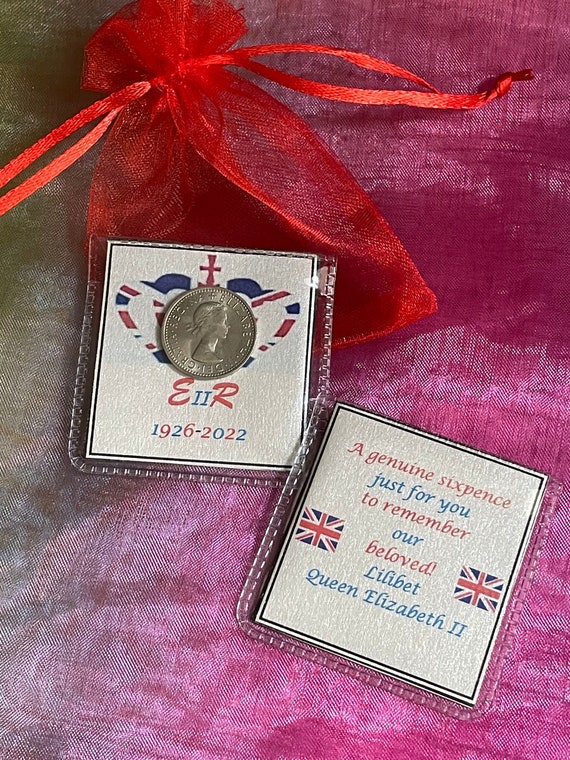 EIIR
1926-2022
A genuine sixpence
Just for you
to remember
our
beloved!
Lilibet
Queen Elizabeth II